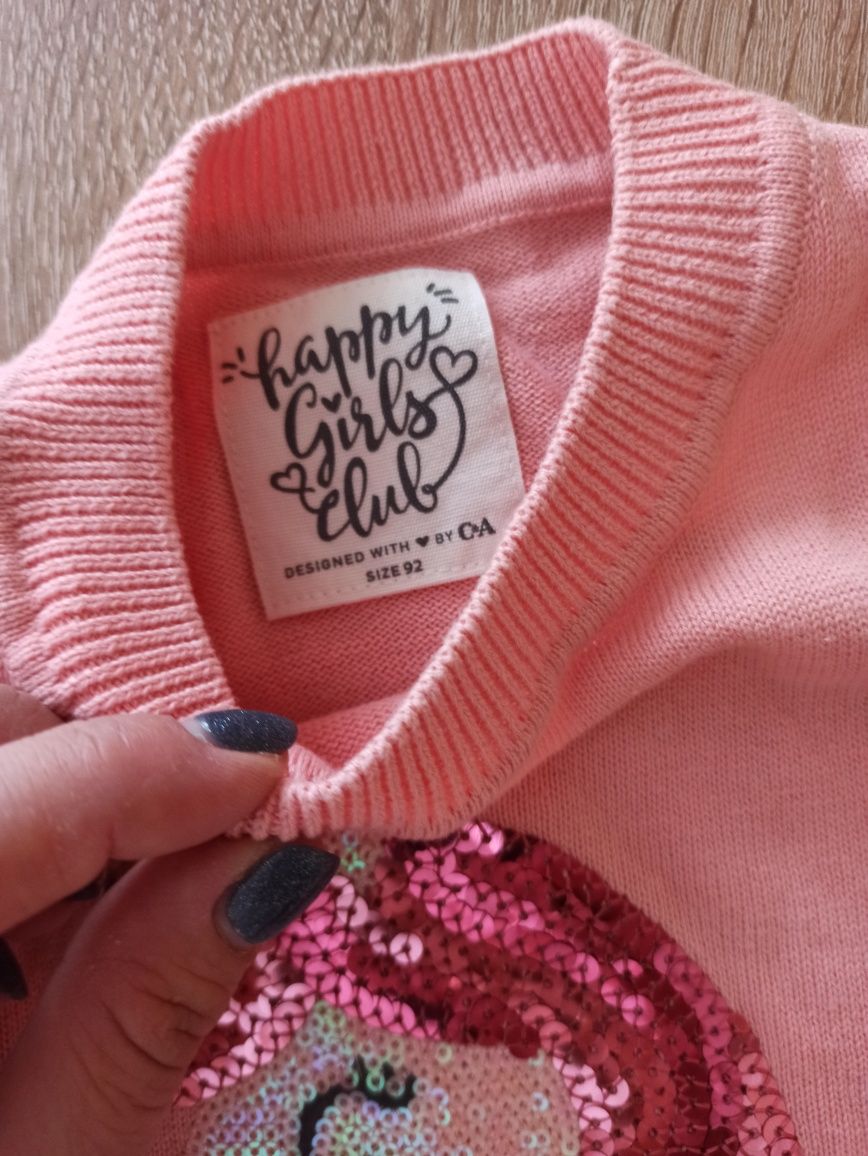 happy
Girls
club
DESIGNED WITH ♥ BY C&A
SIZE 92